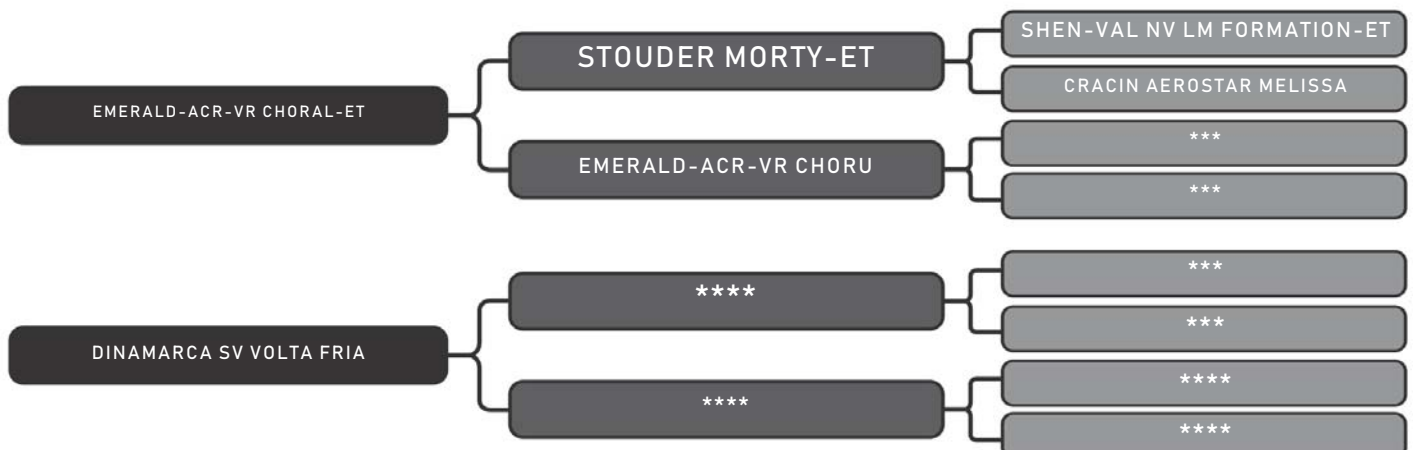 STOUDER MORTY-ET
SHEN-VAL NV LM FORMATION-ET
CRACIN AEROSTAR MELISSA
EMERALD-ACR-VR CHORAL-ET
EMERALD-ACR-VR CHORU
***
***
****
***
***
DINAMARCA SV VOLTA FRIA
****
****
****